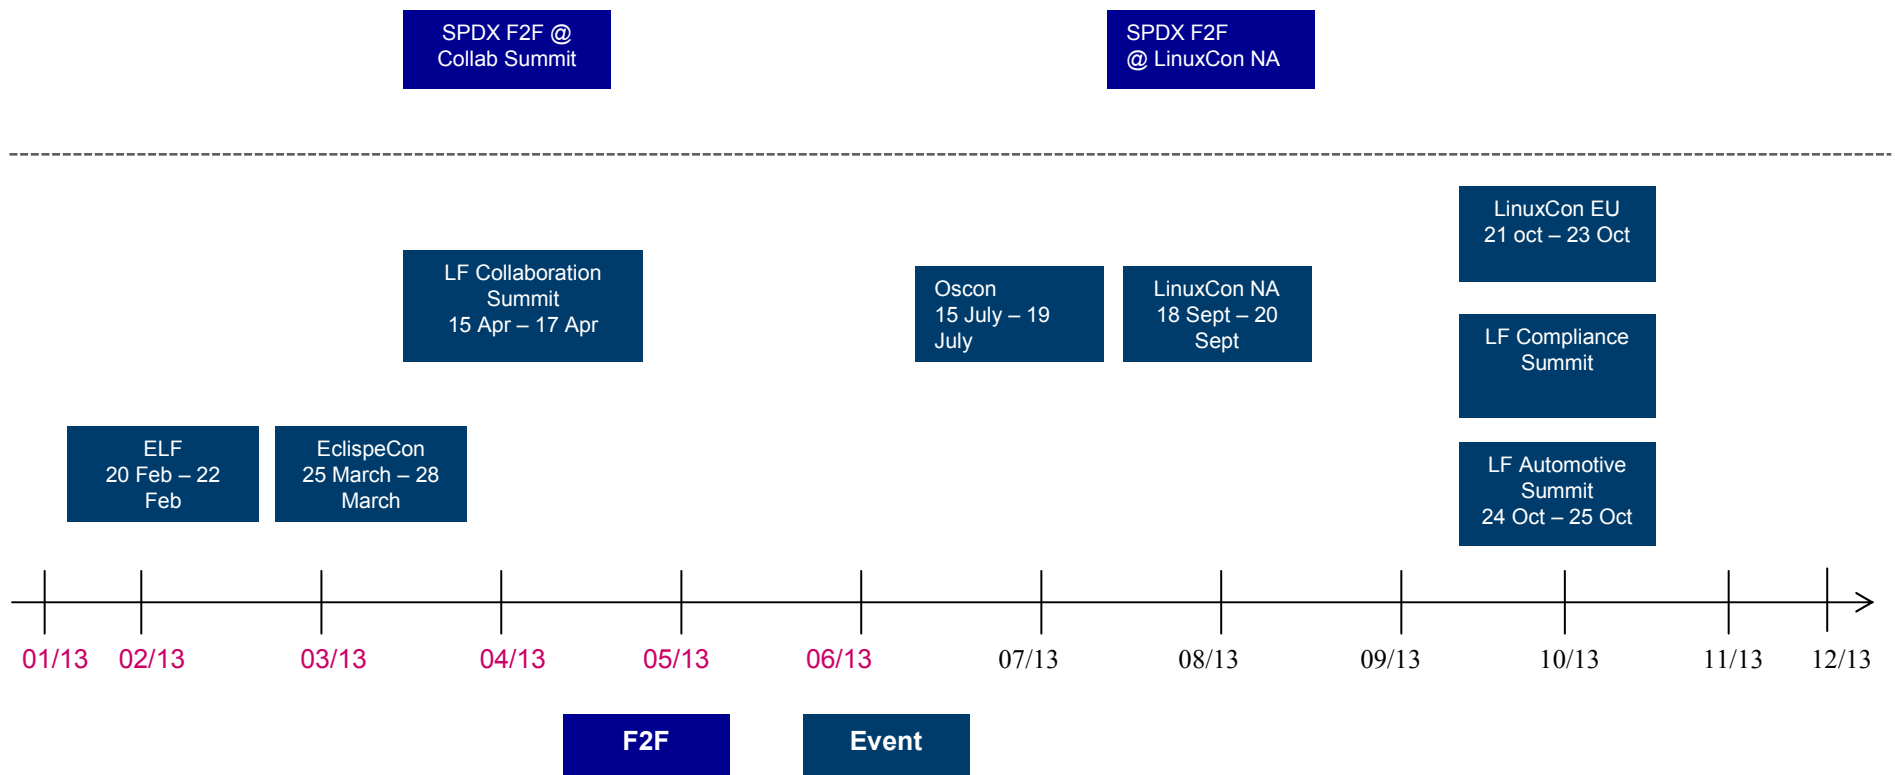 SPDX F2F @
Collab Summit
SPDX F2F
@ LinuxCon NA
LinuxCon EU
21 oct – 23 Oct
LF Collaboration
Summit
15 Apr – 17 Apr
Oscon
15 July – 19
July
LinuxCon NA
18 Sept – 20
Sept
LF Compliance
Summit
ELF
20 Feb – 22
Feb
EclispeCon
25 March – 28
March
LF Automotive
Summit
24 Oct – 25 Oct
01/13 02/13 03/13 04/13 05/13 06/13 07/13 08/13 09/13 10/13 11/13 12/13
F2F
Event